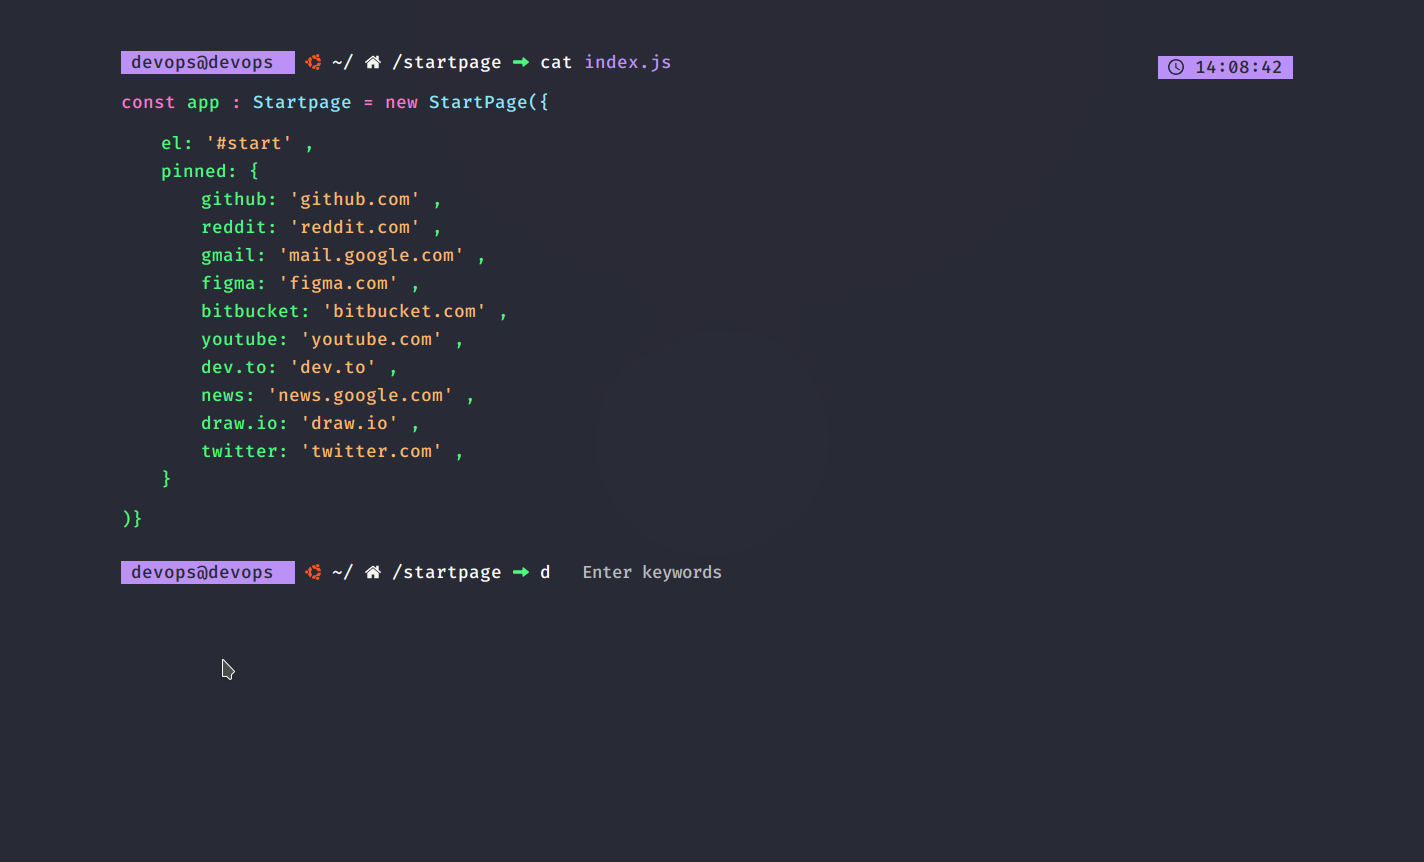 devops@devops ~/ /startpage cat index.js
14:08:42
const app : Startpage = new StartPage({
el: '#start' ,
pinned: {
github: 'github.com' ,
reddit: 'reddit.com' ,
gmail: 'mail.google.com' ,
figma: 'figma.com' ,
bitbucket: 'bitbucket.com' ,
youtube: 'youtube.com' ,
dev.to: 'dev.to' ,
news: 'news.google.com' ,
draw.io: 'draw.io' ,
twitter: 'twitter.com' ,
}
)}
devops@devops ~/ /startpage d Enter keywords